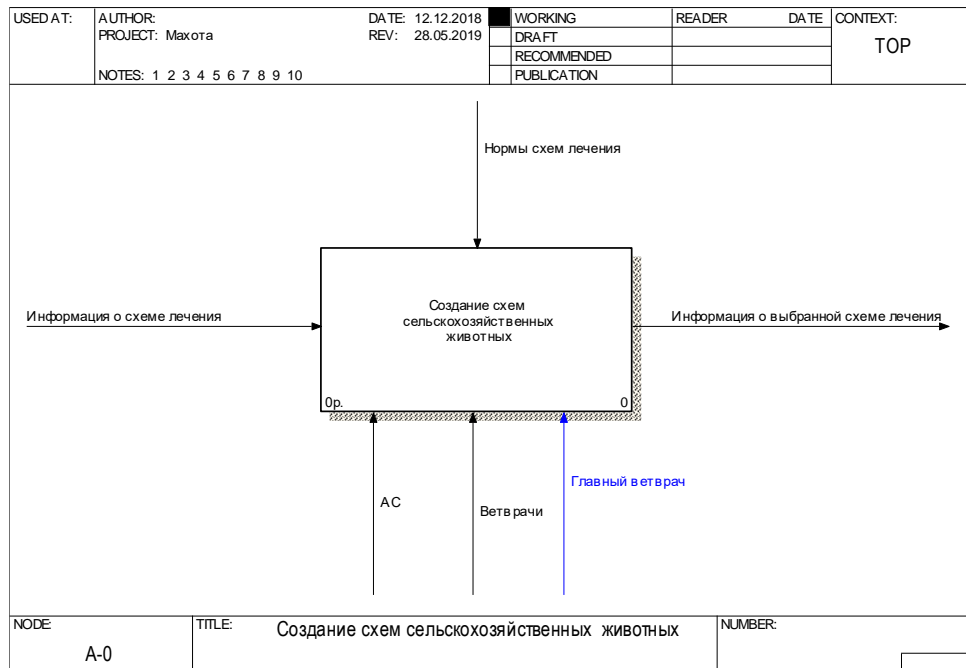 USED AT:
AUTHOR:
DATE: 12.12.2018
PROJECT: Махота
REV: 28.05.2019
NOTES: 1 2 3 4 5 6 7 8 9 10
WORKING
DRAFT
RECOMMENDED
PUBLICATION
READER
DATE
CONTEXT:
TOP
Нормы схем лечения
Информация о схеме лечения
Создание схем
сельскохозяйственных
животных
0р.
0
Информация о выбранной схеме лечения
АС
Ветврачи
Главный ветврач
NODE:
A-0
TITLE:
Создание схем сельскохозяйственных животных
NUMBER: